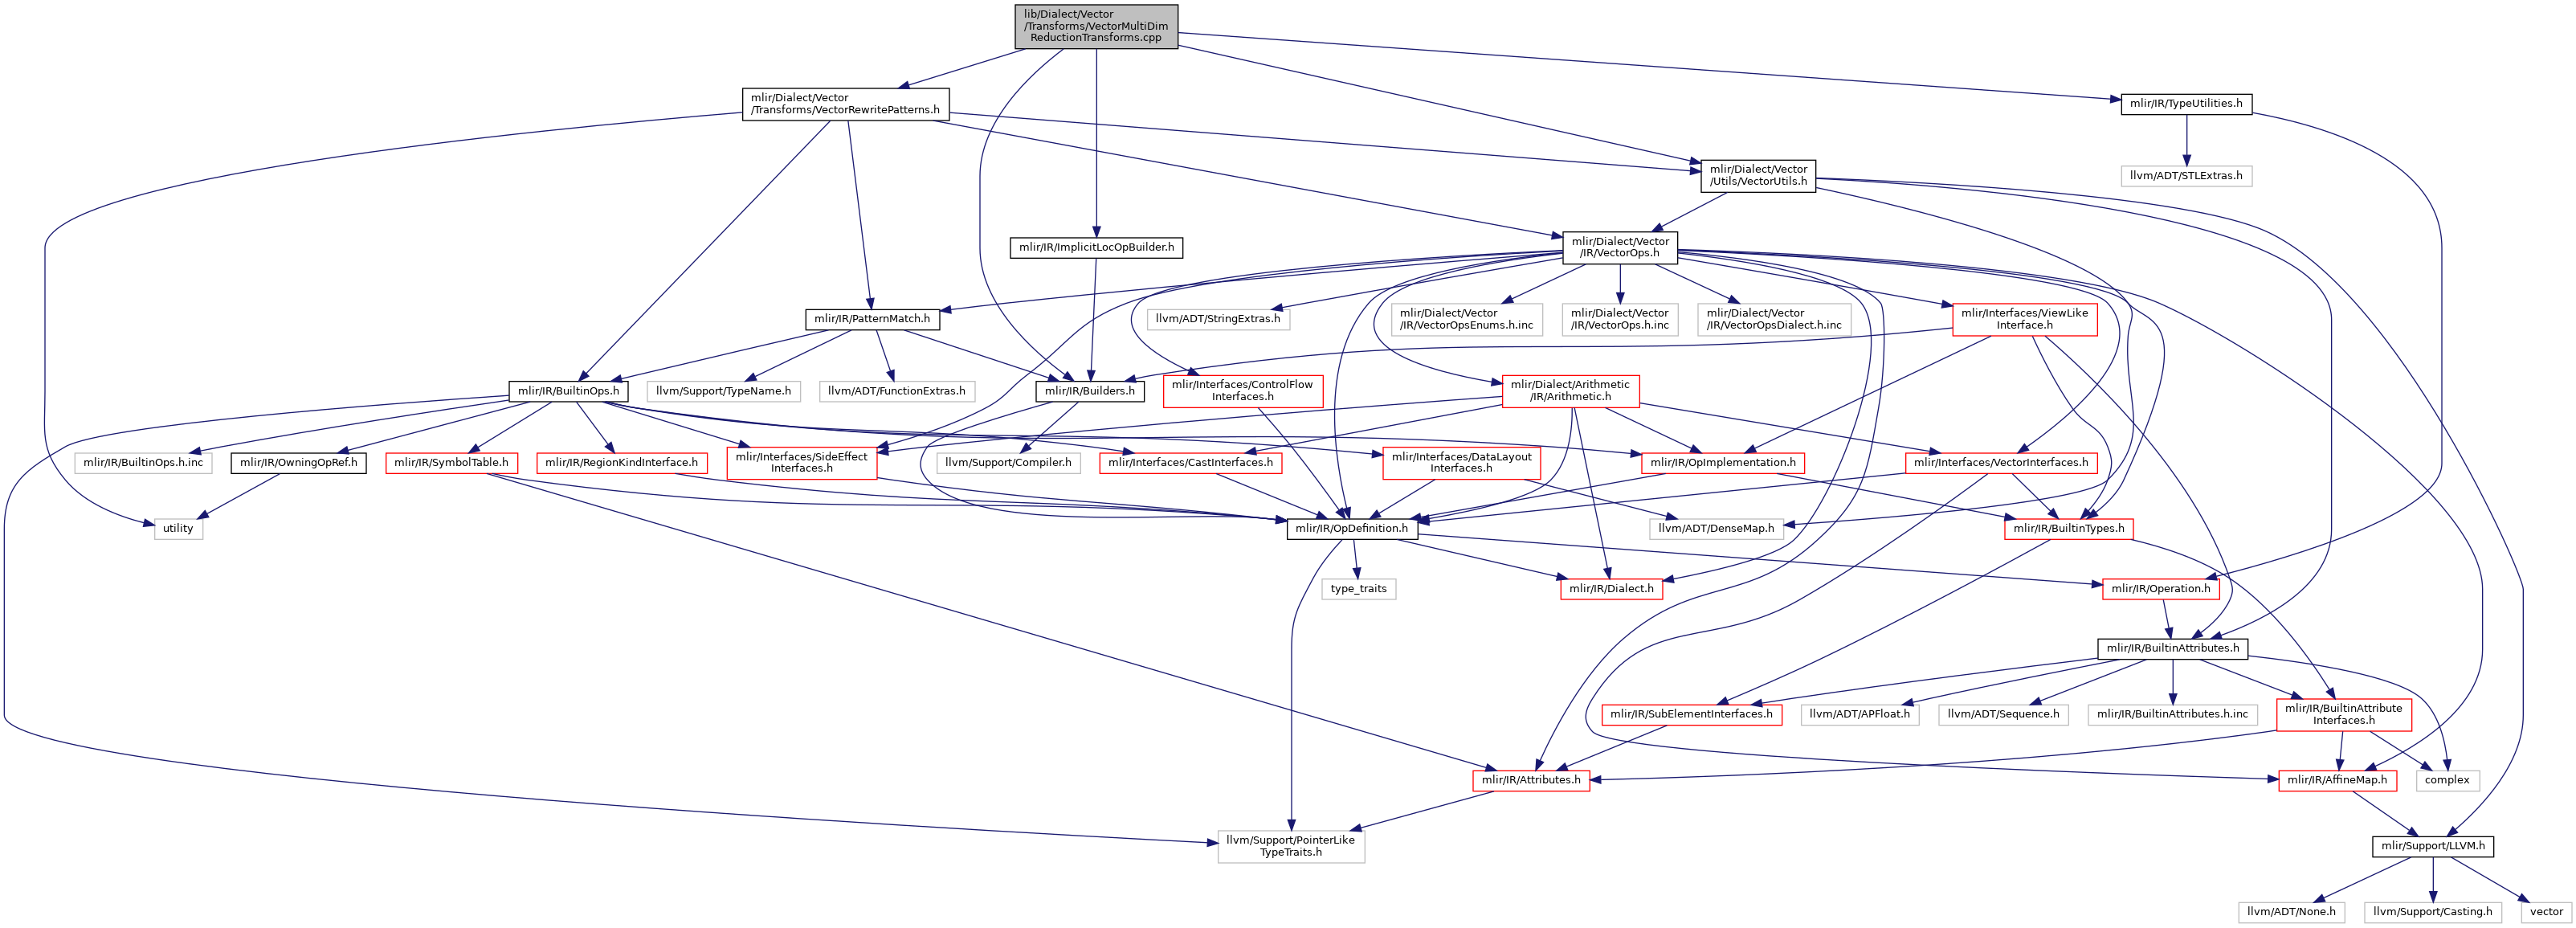 lib/Dialect/Vector
/Transforms/VectorMultiDim
ReductionTransforms.cpp
mlir/Dialect/Vector
/Transforms/VectorRewritePatterns.h
mlir/IR/TypeUtilities.h
mlir/Dialect/Vector
/Utils/VectorUtils.h
llvm/ADT/STLExtras.h
mlir/IR/ImplicitLocOpBuilder.h
mlir/Dialect/Vector
/IR/VectorOps.h
mlir/IR/PatternMatch.h
llvm/ADT/StringExtras.h
mlir/Dialect/Vector
/IR/VectorOpsEnums.h.inc
mlir/Dialect/Vector
/IR/VectorOps.h.inc
mlir/Dialect/Vector
/IR/VectorOpsDialect.h.inc
mlir/Interfaces/ViewLike
Interface.h
mlir/IR/BuiltinOps.h
llvm/Support/TypeName.h
llvm/ADT/FunctionExtras.h
mlir/IR/Builders.h
mlir/Interfaces/ControlFlow
Interfaces.h
mlir/Dialect/Arithmetic
/IR/Arithmetic.h
mlir/IR/BuiltinOps.h.inc
mlir/IR/OwningOpRef.h
mlir/IR/SymbolTable.h
mlir/IR/RegionKindInterface.h
mlir/Interfaces/SideEffect
Interfaces.h
llvm/Support/Compiler.h
mlir/Interfaces/CastInterfaces.h
mlir/Interfaces/DataLayout
Interfaces.h
mlir/IR/OpImplementation.h
mlir/Interfaces/VectorInterfaces.h
utility
mlir/IR/OpDefinition.h
llvm/ADT/DenseMap.h
mlir/IR/BuiltinTypes.h
type_traits
mlir/IR/Dialect.h
mlir/IR/Operation.h
mlir/IR/BuiltinAttributes.h
mlir/IR/SubElementInterfaces.h
llvm/ADT/APFloat.h
llvm/ADT/Sequence.h
mlir/IR/BuiltinAttributes.h.inc
mlir/IR/BuiltinAttribute
Interfaces.h
mlir/IR/Attributes.h
mlir/IR/AffineMap.h
complex
llvm/Support/PointerLike
TypeTraits.h
mlir/Support/LLVM.h
llvm/ADT/None.h
llvm/Support/Casting.h
vector